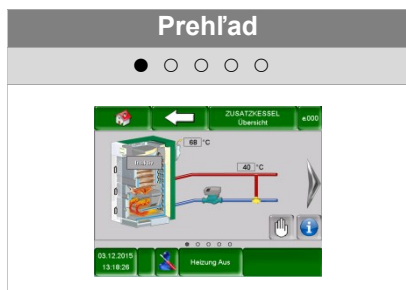 Prehľad
ZUSATZKESSEL
Übersicht
e.000
68 °C
40 °C
03.12.2015
13:18:26
Heizung Aus